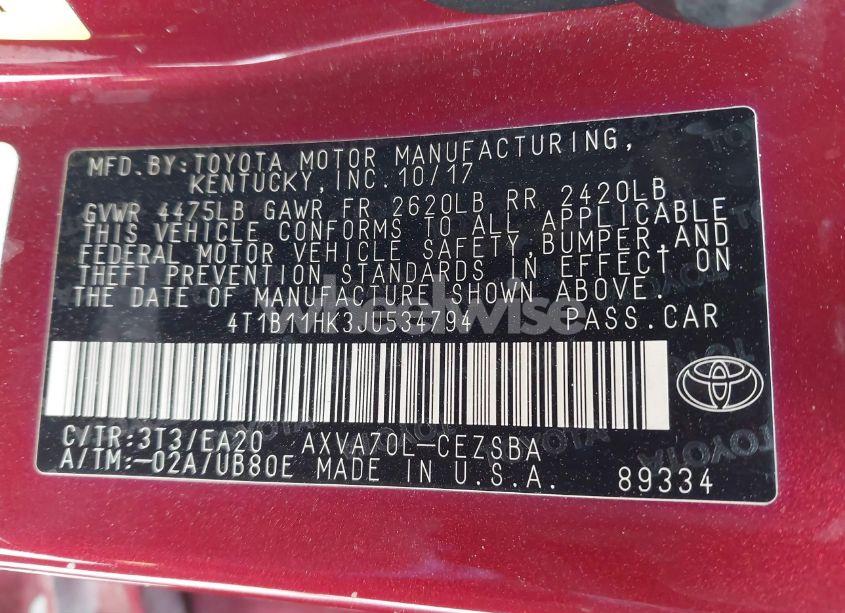 MFD.BY:TOYOTA MOTOR MANUFACTURING,
KENTUCKY,INC.10/17
GVWR 4475LB GAWR FR 2620LB RR 2420LB
THIS VEHICLE CONFORMS TO ALL APPLICABLE
FEDERAL MOTOR VEHICLE SAFETY,BUMPER,AND
THEFT PREVENTION STANDARDS IN EFFECT ON
THE DATE OF MANUFACTURE SHOWN ABOVE.
PASS.CAR
wheelwise
C/TR:3T3/EA20 AXVA70L-CEZSBA
A/TM:-02A/UB80E MADE IN U.S.A. 89334